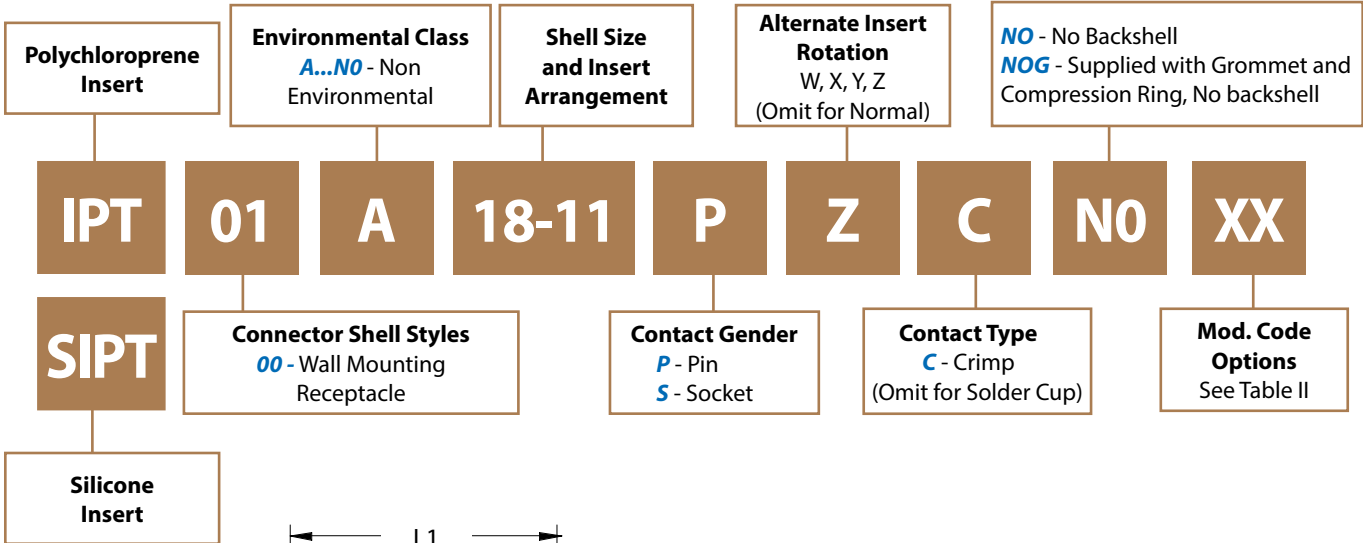 Polychloroprene
Insert
Environmental Class
A...N0 - Non
Environmental
Shell Size
and Insert
Arrangement
Alternate Insert
Rotation
W, X, Y, Z
(Omit for Normal)
NO - No Backshell
NOG - Supplied with Grommet and
Compression Ring, No backshell
IPT 01 A 18-11 P Z C N0 XX
SIPT
Connector Shell Styles
00 - Wall Mounting
Receptacle
Contact Gender
P - Pin
S - Socket
Contact Type
C - Crimp
(Omit for Solder Cup)
Mod. Code
Options
See Table II
Silicone
Insert
L1